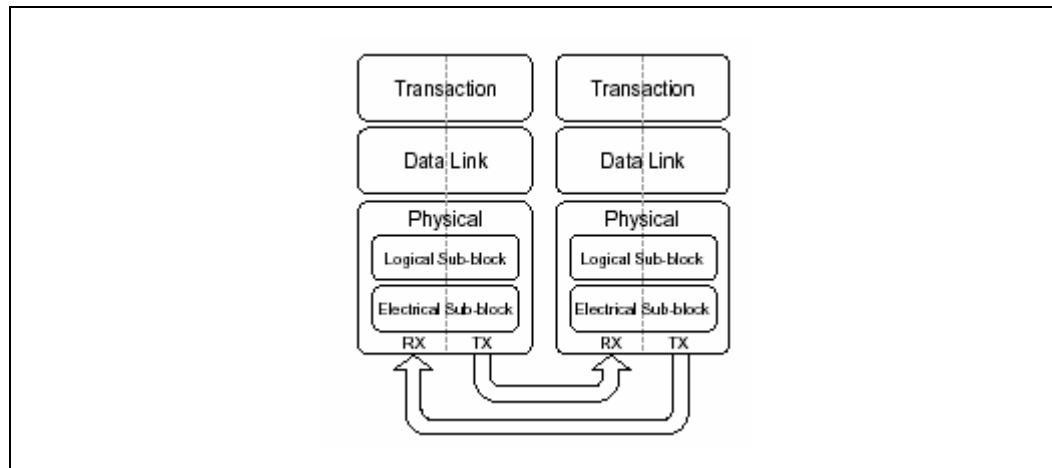 Transaction
Data Link
Physical
Logical Sub-block
Electrical Sub-block
RX TX
Transaction
Data Link
Physical
Logical Sub-block
Electrical Sub-block
RX TX